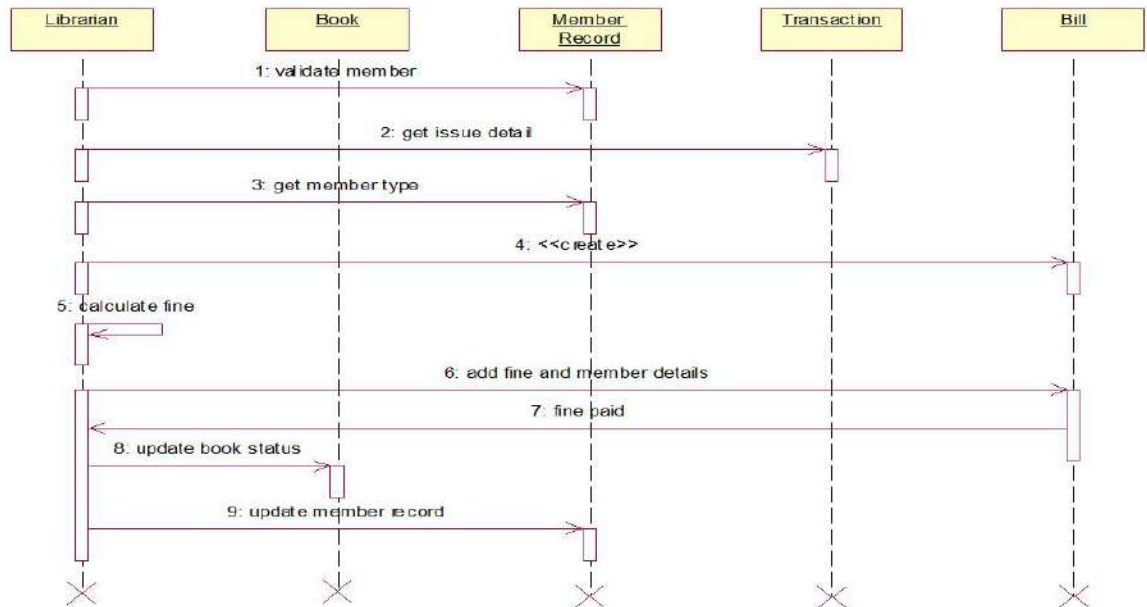 Librarian
Book
Member
Record
Transaction
Bill
1: validate member
2: get issue detail
3: get member type
4: <<create>>
5: calculate fine
6: add fine and member details
7: fine paid
8: update book status
9: update member record